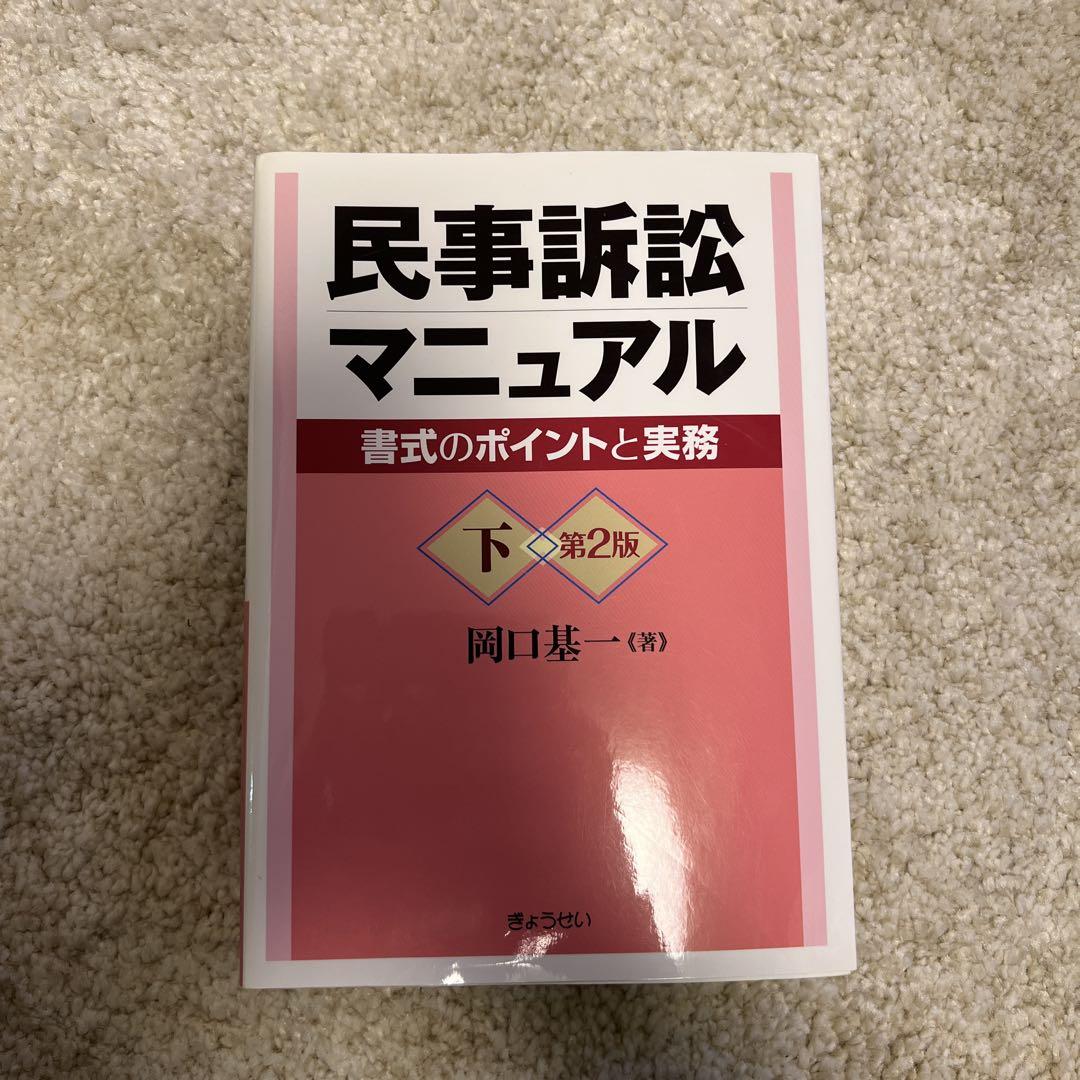 民事訴訟
マニュアル
書式のポイントと実務
下 第2版
岡口基一《著》
ぎょうせい